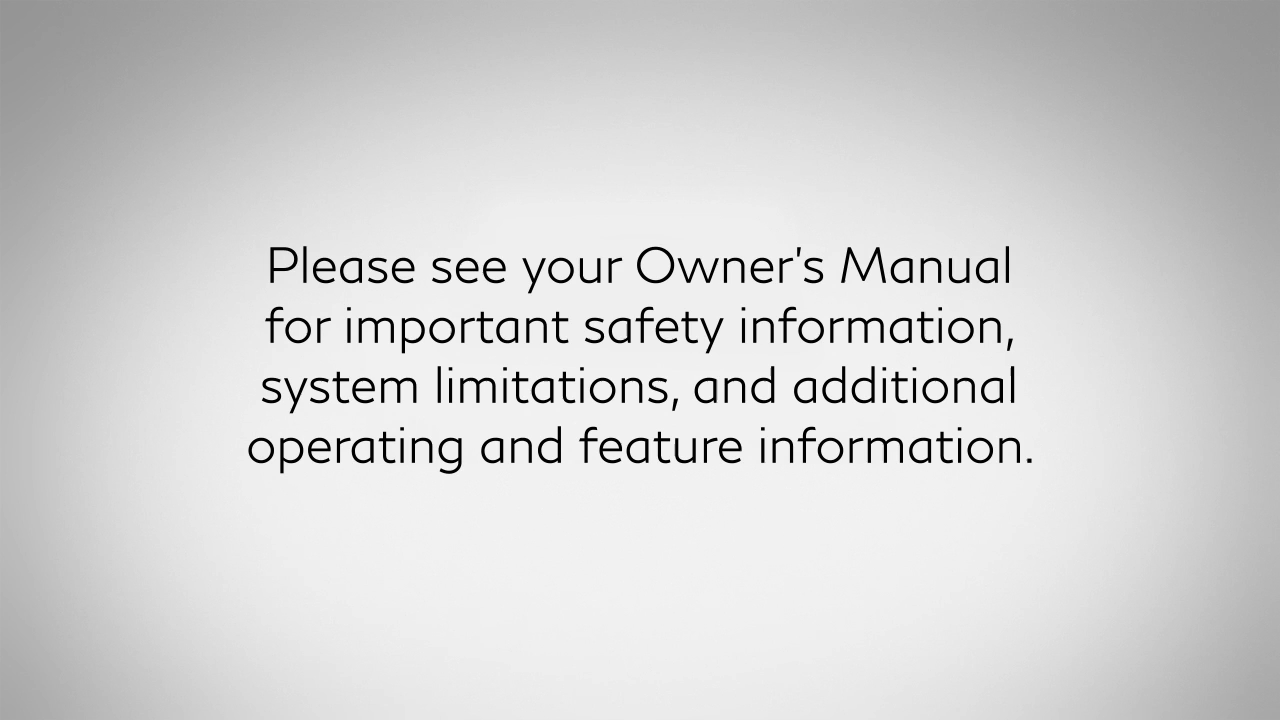 Please see your Owner's Manual
for important safety information,
system limitations, and additional
operating and feature information.